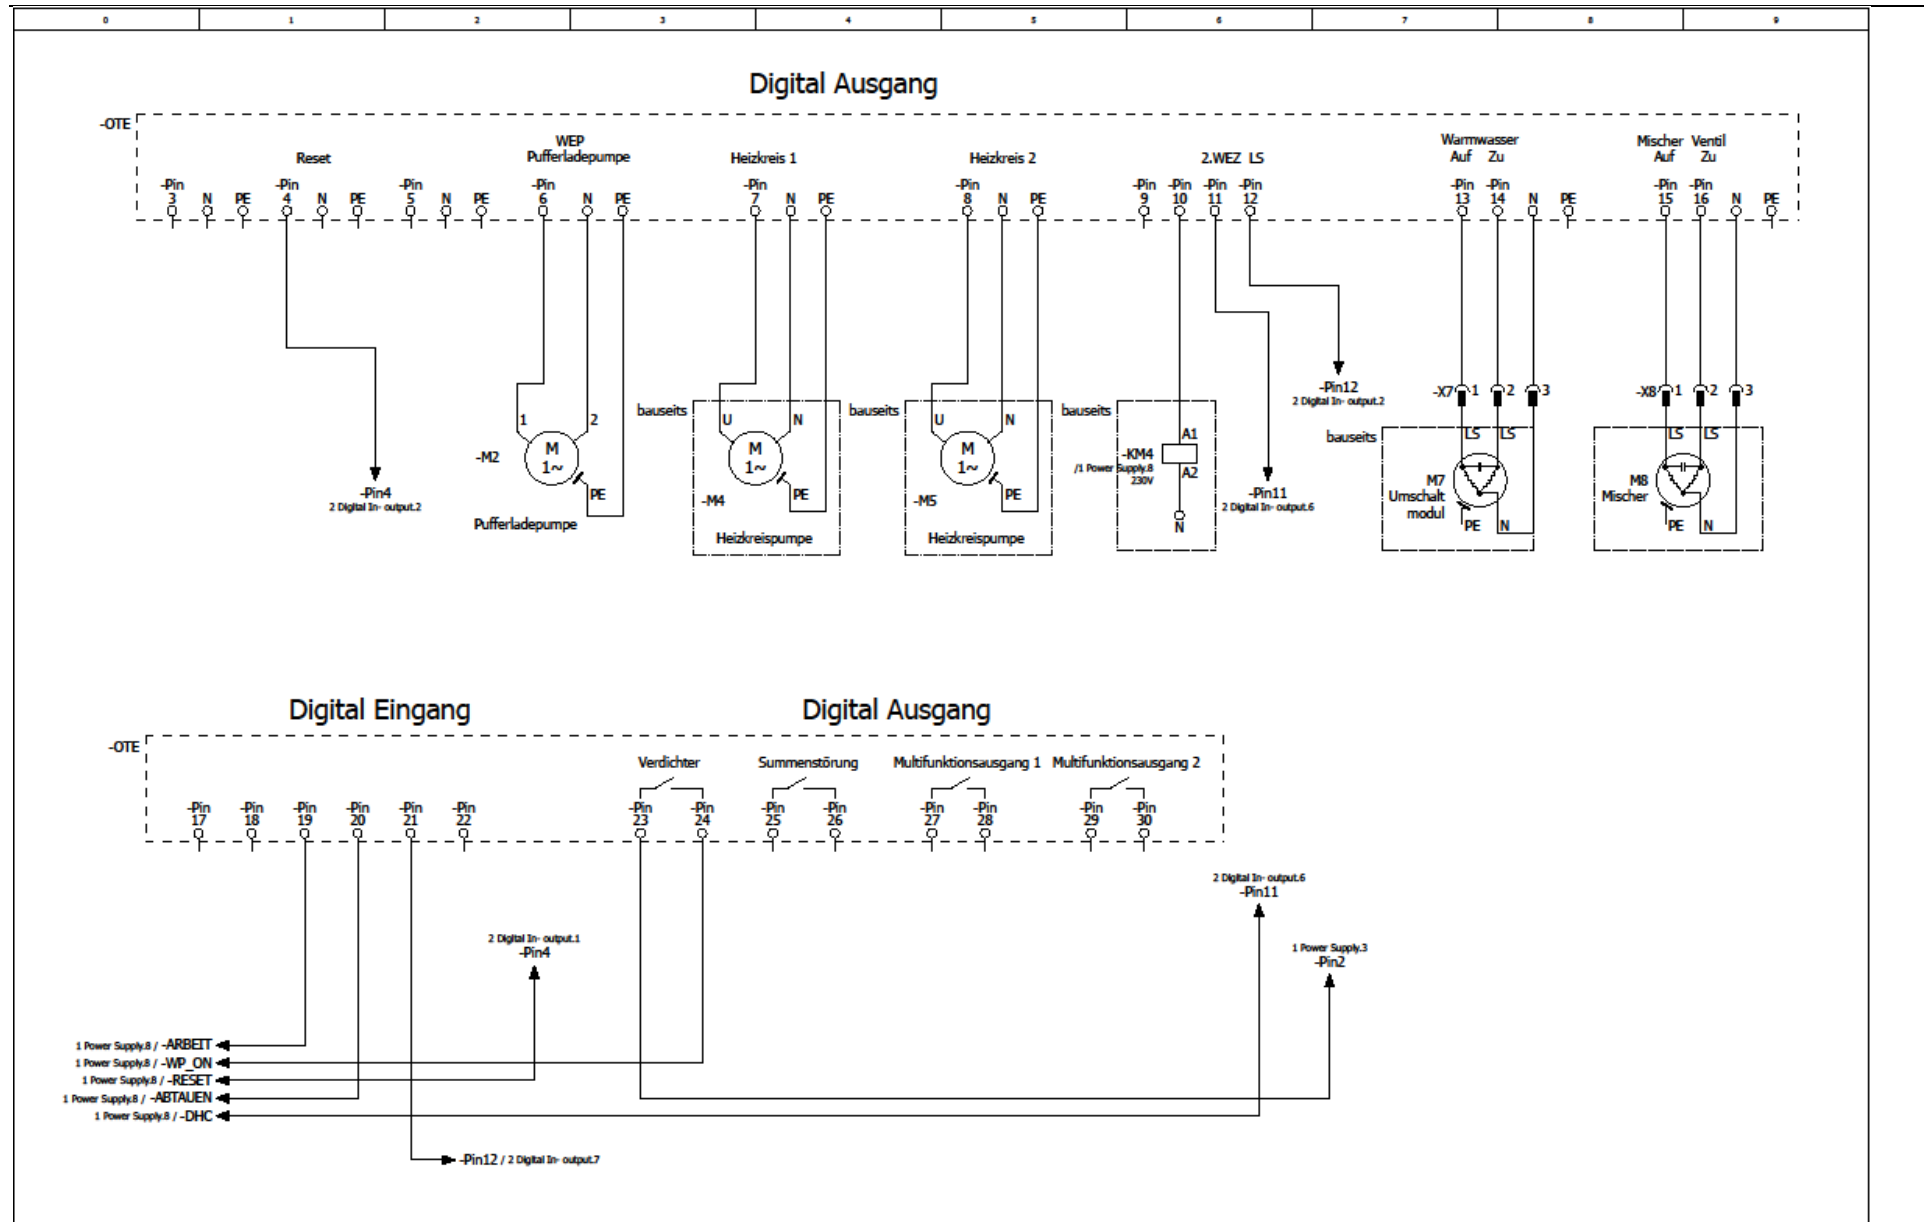 0 1 2 3 4 5 6 7 8 9
Digital Ausgang
-OTE
Reset
WEP
Pufferladepumpe
Heizkreis 1
Heizkreis 2
2.WEZ LS
Warmwasser
Auf Zu
Mischer Ventil
Auf Zu
-Pin -Pin -Pin -Pin -Pin -Pin -Pin -Pin -Pin -Pin -Pin -Pin -Pin -Pin
3 N PE 4 N PE 5 N PE 6 N PE 7 N PE 8 N PE 9 10 11 12 13 14 N PE 15 16 N PE
-Pin4
2 Digital In- output.2
1 2
-M2
M
1~
PE
Pufferladepumpe
bauseits
U N
M
1~
PE
-M4
Heizkreispumpe
bauseits
U N
M
1~
PE
-M5
Heizkreispumpe
bauseits
A1
-KM4
/1 Power Supply.8
230V
A2
N
-Pin11
2 Digital In- output.6
-Pin12
2 Digital In- output.2
-X7 1 2 3
bauseits
LS LS
M7
Umschalt
modul
PE N
-X8 1 2 3
LS LS
M8
Mischer
PE N
Digital Eingang
Digital Ausgang
-OTE
Verdichter
Summenstörung
Multifunktionsausgang 1
Multifunktionsausgang 2
-Pin -Pin -Pin -Pin -Pin -Pin -Pin -Pin -Pin -Pin -Pin -Pin -Pin -Pin
17 18 19 20 21 22 23 24 25 26 27 28 29 30
2 Digital In- output.6
-Pin11
2 Digital In- output.1
-Pin4
1 Power Supply.3
-Pin2
1 Power Supply.8 / -ARBEIT
1 Power Supply.8 / -WP_ON
1 Power Supply.8 / -RESET
1 Power Supply.8 / -ABTAUEN
1 Power Supply.8 / -DHC
-Pin12 / 2 Digital In- output.7